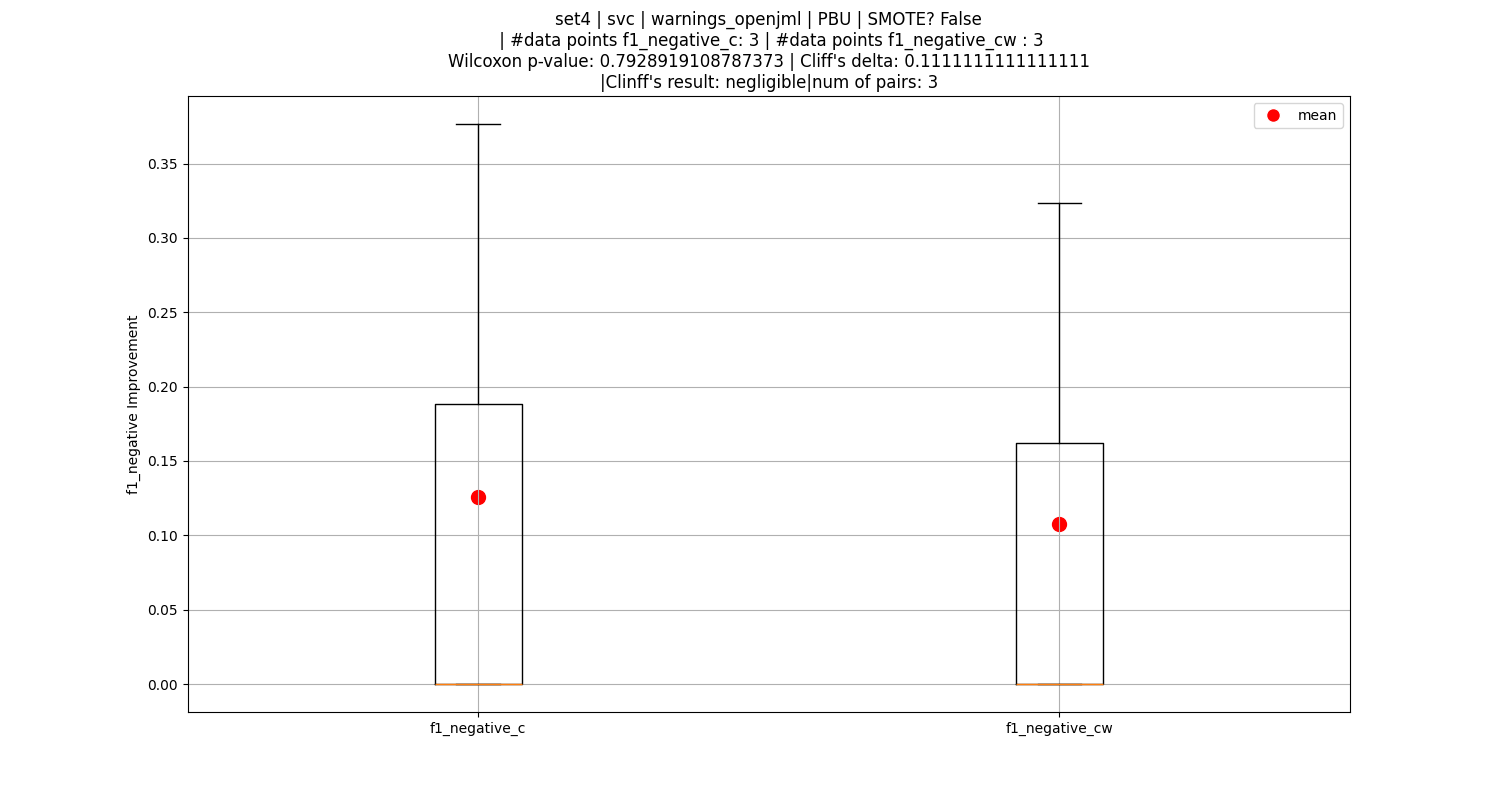 set4 | svc | warnings_openjml | PBU | SMOTE? False
| #data points f1_negative_c: 3 | #data points f1_negative_cw : 3
Wilcoxon p-value: 0.7928919108787373 | Cliff's delta: 0.1111111111111111
|Clinff's result: negligible|num of pairs: 3
mean
0.35
0.30
0.25
0.20
0.15
0.10
0.05
0.00
f1_negative Improvement
f1_negative_c
f1_negative_cw